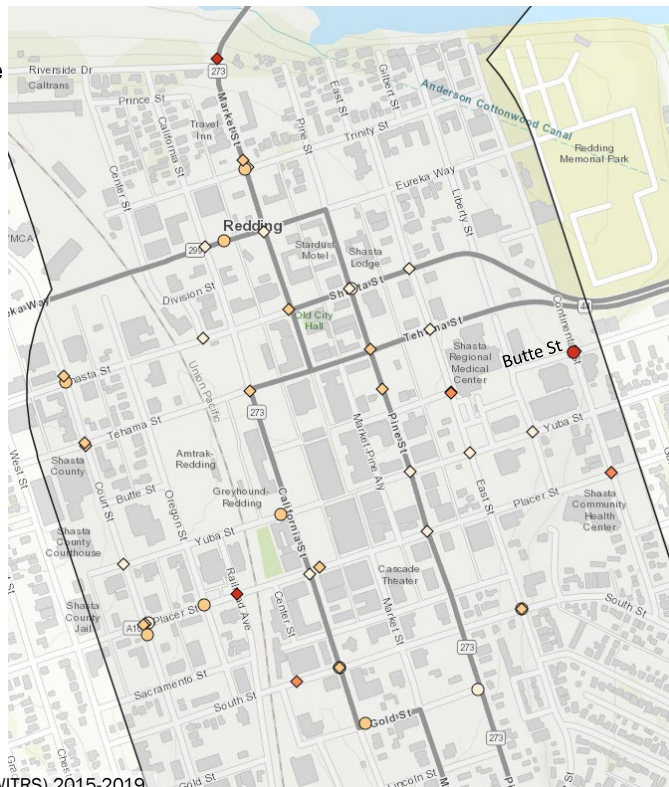 e
Riverside Dr
Caltrans
273
Prince St
California St
Travel
Inn
Market St
Pine St
East St
Gilbert St
Trinity St
Anderson Cottonwood Canal
Redding
Memorial Park
Center St
Eureka Way
Liberty St
Redding
YMCA
299
Stardust
Motel
Shasta
Lodge
Division St
Shasta St
Old City
Hall
Tehama St
44
Continental St
Butte St
Shasta
Regional
Medical
Center
Shasta St
Union Pacific
Tehama St
273
Pine St
Market-Pine Aly
Yuba St
West St
Shasta
County
Court St
Amtrak-
Redding
Butte St
Oregon St
Greyhound-
Redding
California St
East St
Placer St
Shasta
Community
Health
Center
Shasta
County
Courthouse
Yuba St
Cascade
Theater
Shasta
County
Jail
Placer St
Railroad Ave
Center St
Market St
South St
273
Sacramento St
South St
Gold St
273
Gold St
Lincoln St
WITRS) 2015-2019